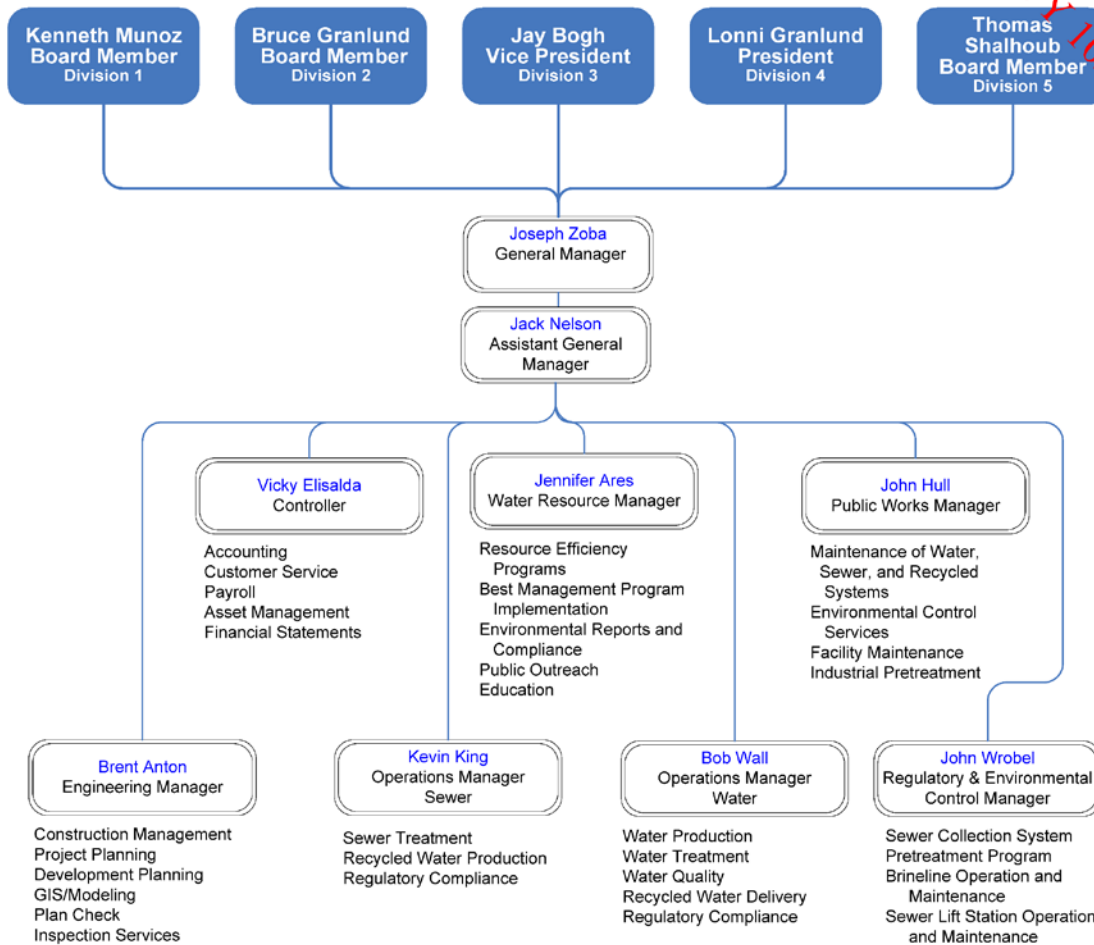 Kenneth Munoz
Board Member
Division 1
Bruce Granlund
Board Member
Division 2
Jay Bogh
Vice President
Division 3
Lonni Granlund
President
Division 4
Thomas
Shalhoub
Board Member
Division 5
Joseph Zoba
General Manager
Jack Nelson
Assistant General
Manager
Vicky Elisalda
Controller
Accounting
Customer Service
Payroll
Asset Management
Financial Statements
Jennifer Ares
Water Resource Manager
Resource Efficiency
Programs
Best Management Program
Implementation
Environmental Reports and
Compliance
Public Outreach
Education
John Hull
Public Works Manager
Maintenance of Water,
Sewer, and Recycled
Systems
Environmental Control
Services
Facility Maintenance
Industrial Pretreatment
Brent Anton
Engineering Manager
Construction Management
Project Planning
Development Planning
GIS/Modeling
Plan Check
Inspection Services
Kevin King
Operations Manager
Sewer
Sewer Treatment
Recycled Water Production
Regulatory Compliance
Bob Wall
Operations Manager
Water
Water Production
Water Treatment
Water Quality
Recycled Water Delivery
Regulatory Compliance
John Wrobel
Regulatory & Environmental
Control Manager
Sewer Collection System
Pretreatment Program
Brineline Operation and
Maintenance
Sewer Lift Station Operation
and Maintenance